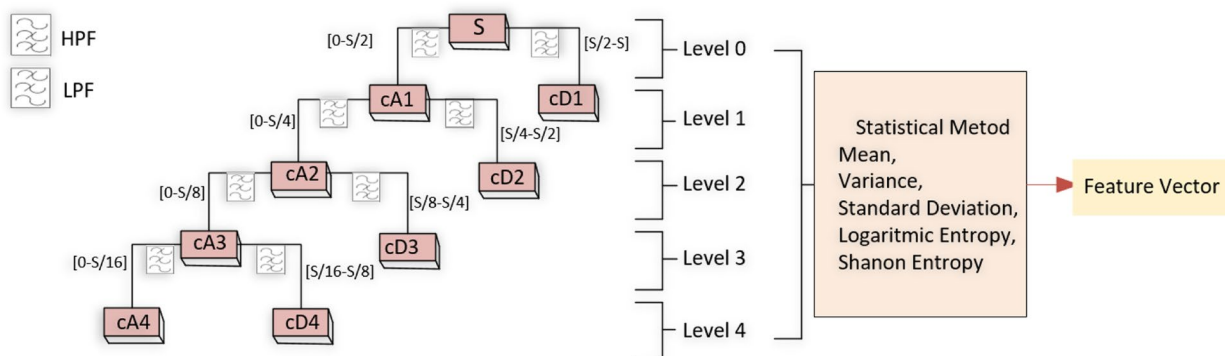 HPF
LPF
S
[0-S/2]
[S/2-S]
cA1
cD1
[0-S/4]
[S/4-S/2]
cA2
cD2
[0-S/8]
[S/8-S/4]
cA3
cD3
[0-S/16]
[S/16-S/8]
cA4
cD4
Level 0
Level 1
Level 2
Level 3
Level 4
Statistical Metod
Mean,
Variance,
Standard Deviation,
Logaritmic Entropy,
Shanon Entropy
Feature Vector